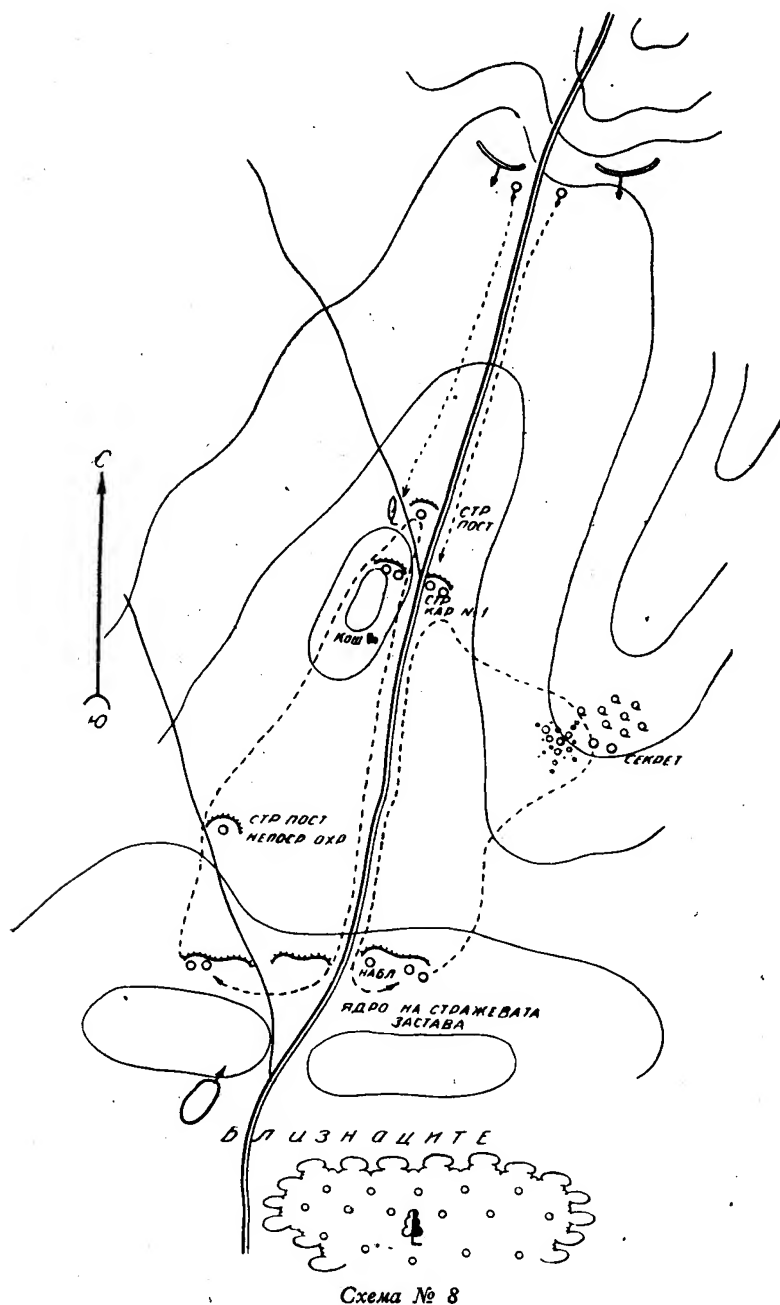 С
СТР
ПОСТ
СТР
КАР № 1
КОШ
Ю
СЕКРЕТ
СТР ПОСТ
НЕПОСР ОХР
НАБЛ
ЯДРО НА СТРАЖЕВАТА
ЗАСТАВА
БЛИЗНАЦИТЕ
Схема № 8